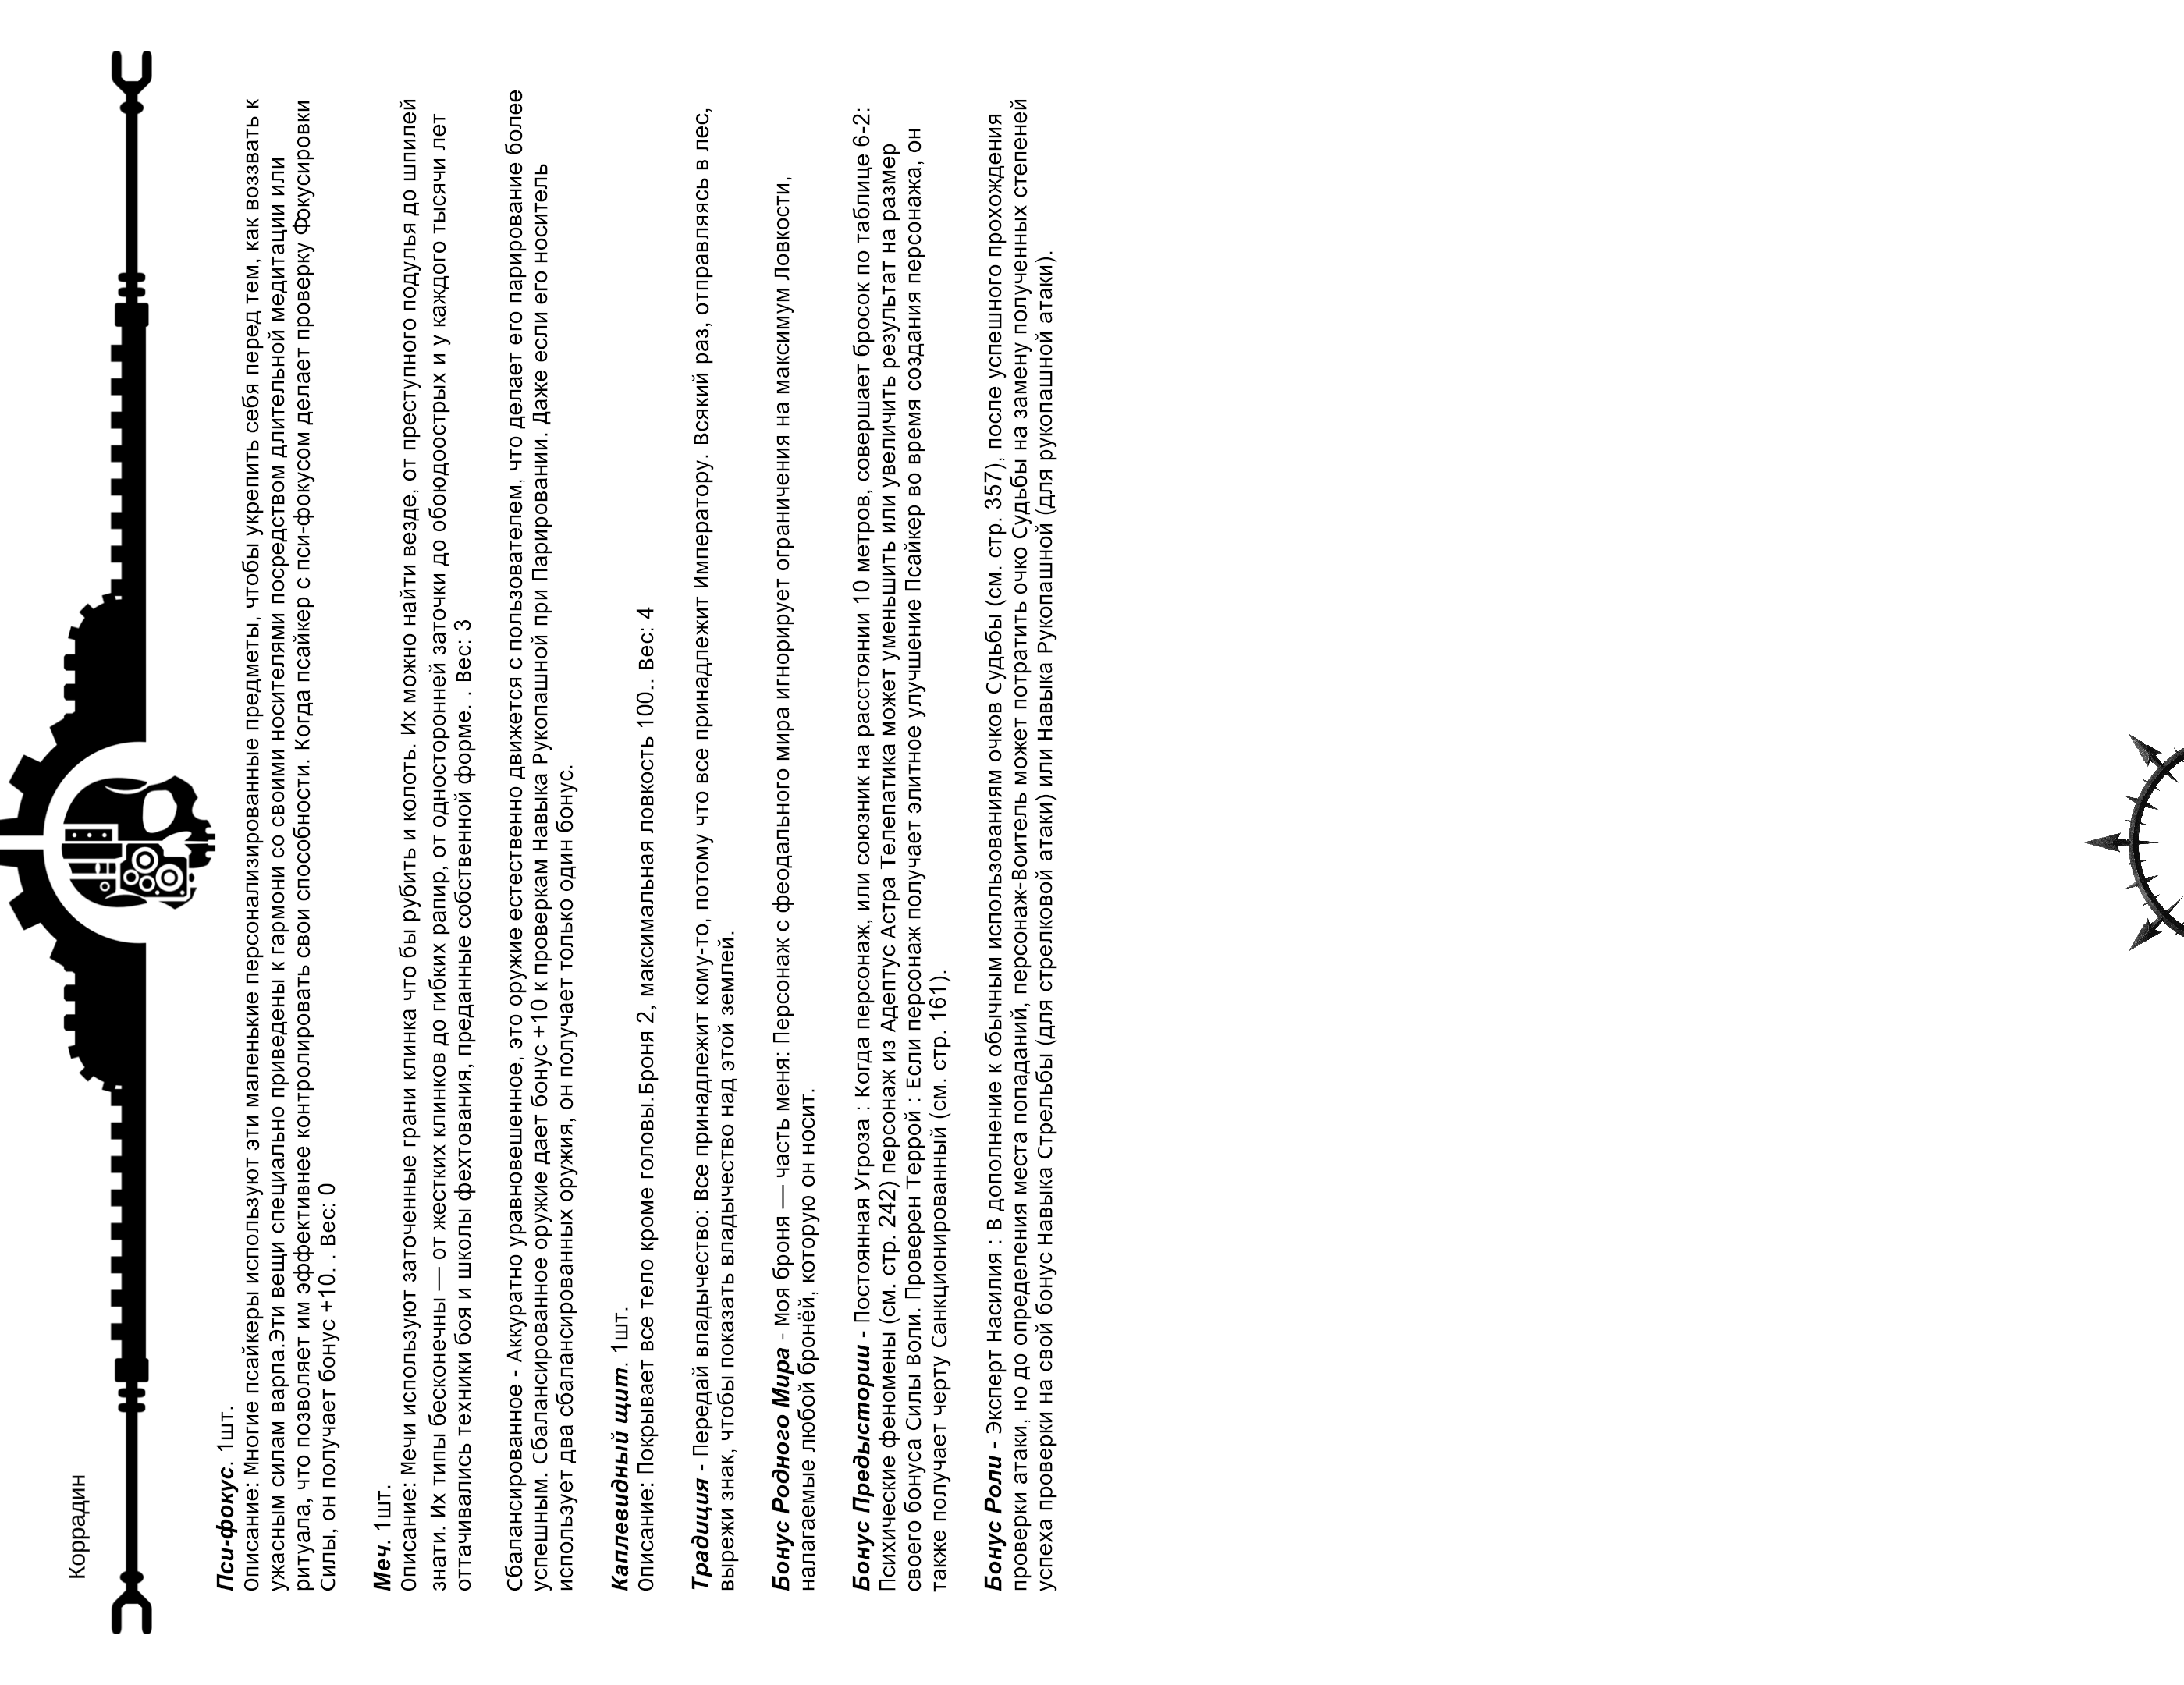 Коррадин
Пси-фокус. 1шт.
Описание: Многие псайкеры используют эти маленькие персонализированные предметы, чтобы укрепить себя перед тем, как воззвать к
ужасным силам варпа.Эти вещи специально приведены к гармони со своими носителями посредством длительной медитации или
ритуала, что позволяет им эффективнее контролировать свои способности. Когда псайкер с пси-фокусом делает проверку Фокусировки
Силы, он получает бонус +10. . Вес: 0
Меч. 1шт.
Описание: Мечи используют заточенные грани клинка что бы рубить и колоть. Их можно найти везде, от преступного подулья до шпилей
знати. Их типы бесконечны — от жестких клинков до гибких рапир, от односторонней заточки до обоюдоострых и у каждого тысячи лет
оттачивались техники боя и школы фехтования, преданные собственной форме. . Вес: 3
Сбалансированное - Аккуратно уравновешенное, это оружие естественно движется с пользователем, что делает его парирование более
успешным. Сбалансированное оружие дает бонус +10 к проверкам Навыка Рукопашной при Парировании. Даже если его носитель
использует два сбалансированных оружия, он получает только один бонус.
Каплевидный щит. 1шт.
Описание: Покрывает все тело кроме головы.Броня 2, максимальная ловкость 100.. Вес: 4
Традиция - Передай владычество: Все принадлежит кому-то, потому что все принадлежит Императору. Всякий раз, отправляясь в лес,
вырежи знак, чтобы показать владычество над этой землей.
Бонус Родного Мира - Моя броня — часть меня: Персонаж с феодального мира игнорирует ограничения на максимум Ловкости,
налагаемые любой бронёй, которую он носит.
Бонус Предыстории - Постоянная Угроза : Когда персонаж, или союзник на расстоянии 10 метров, совершает бросок по таблице 6-2:
Психические феномены (см. стр. 242) персонаж из Адептус Астра Телепатика может уменьшить или увеличить результат на размер
своего бонуса Силы Воли. Проверен Террой : Если персонаж получает элитное улучшение Псайкер во время создания персонажа, он
также получает черту Санкционированный (см. стр. 161).
Бонус Роли - Эксперт Насилия : В дополнение к обычным использованиям очков Судьбы (см. стр. 357), после успешного прохождения
проверки атаки, но до определения места попаданий, персонаж-Воитель может потратить очко Судьбы на замену полученных степеней
успеха проверки на свой бонус Навыка Стрельбы (для стрелковой атаки) или Навыка Рукопашной (для рукопашной атаки).